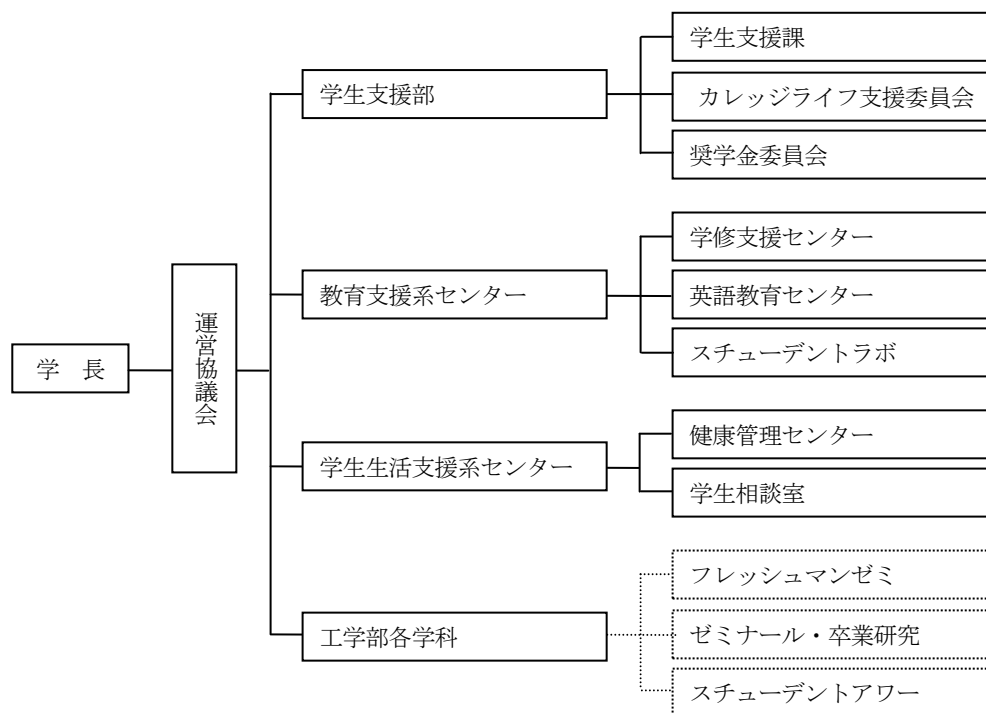 学　長
運営協議会
学生支援部
学生支援課
カレッジライフ支援委員会
奨学金委員会
教育支援系センター
学修支援センター
英語教育センター
スチューデントラボ
学生生活支援系センター
健康管理センター
学生相談室
工学部各学科
フレッシュマンゼミ
ゼミナール・卒業研究
スチューデントアワー